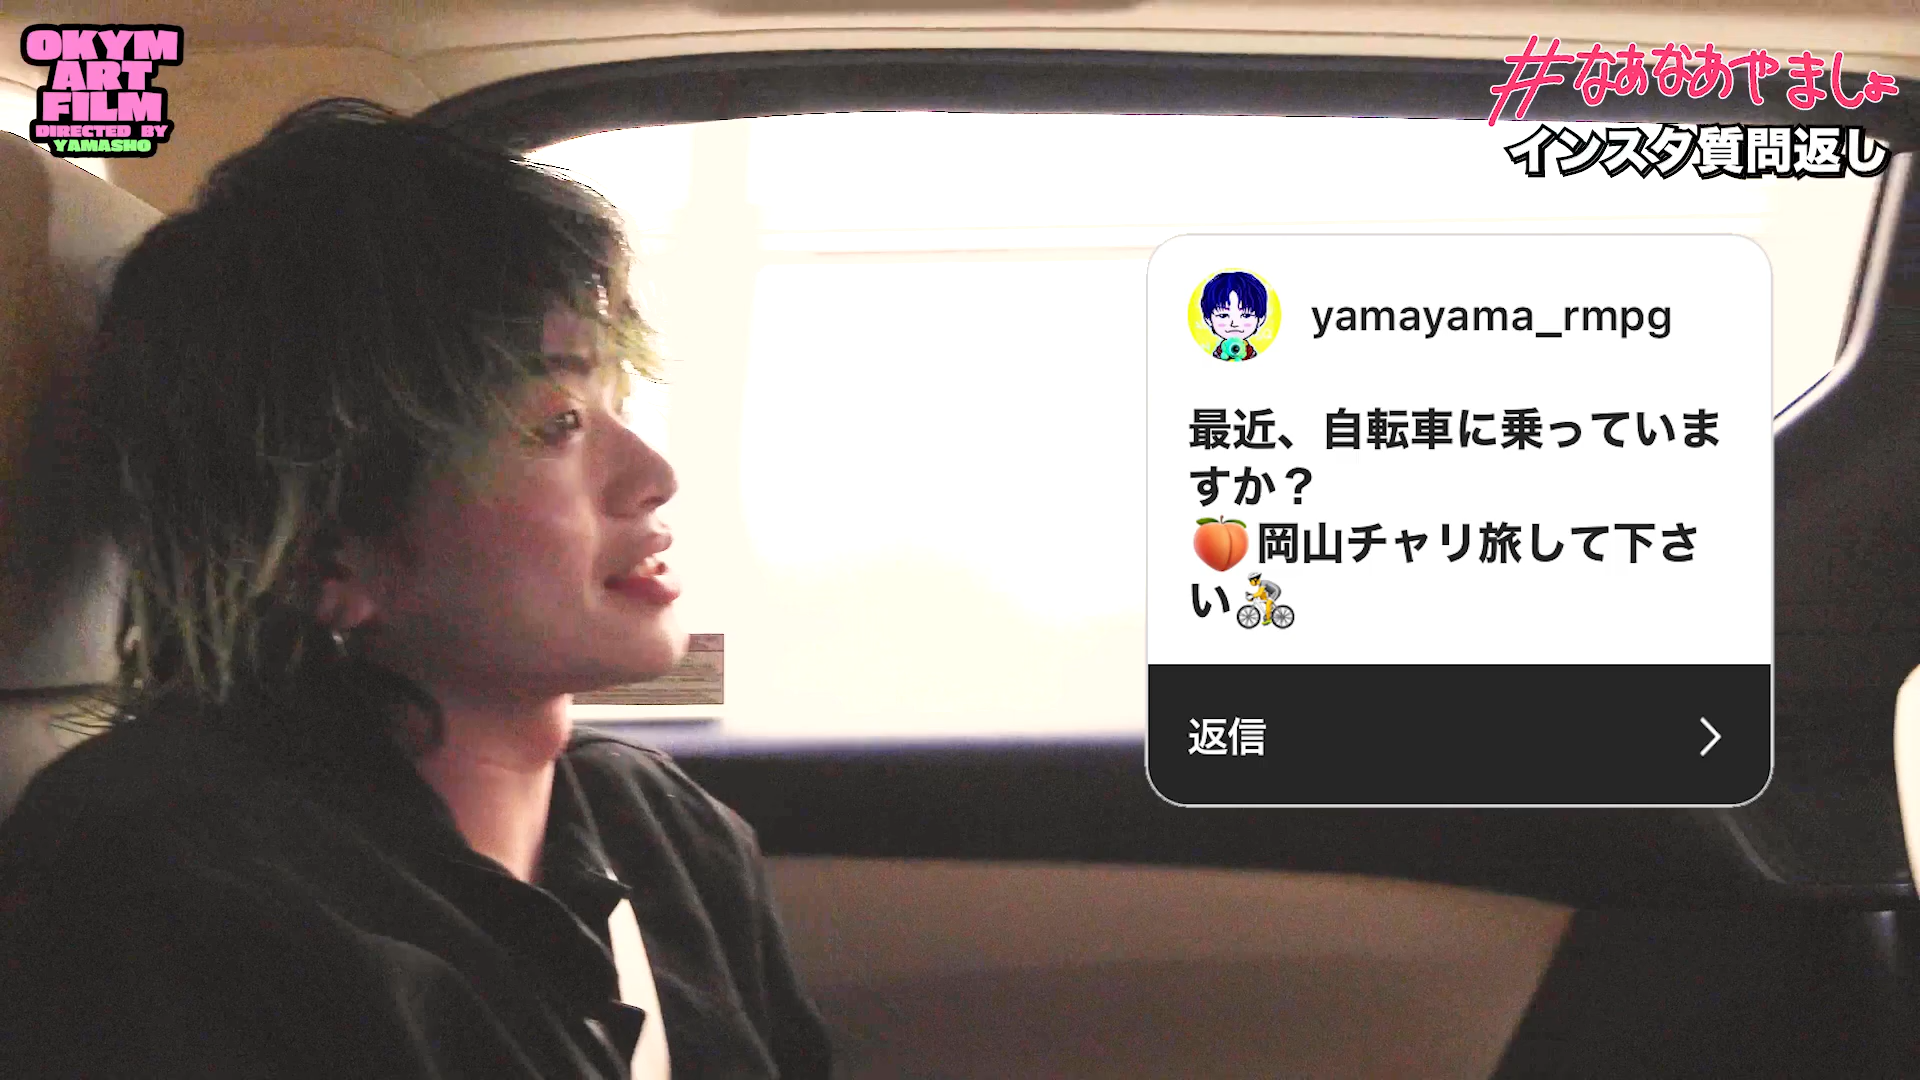 OKYM
ART
FILM
DIRECTED BY
YAMASHO
#なあなあやましょ
インスタ質問返し
yamayama_rmpg
最近、自転車に乗っていま
すか？
🍑岡山チャリ旅して下さ
い🚴
返信